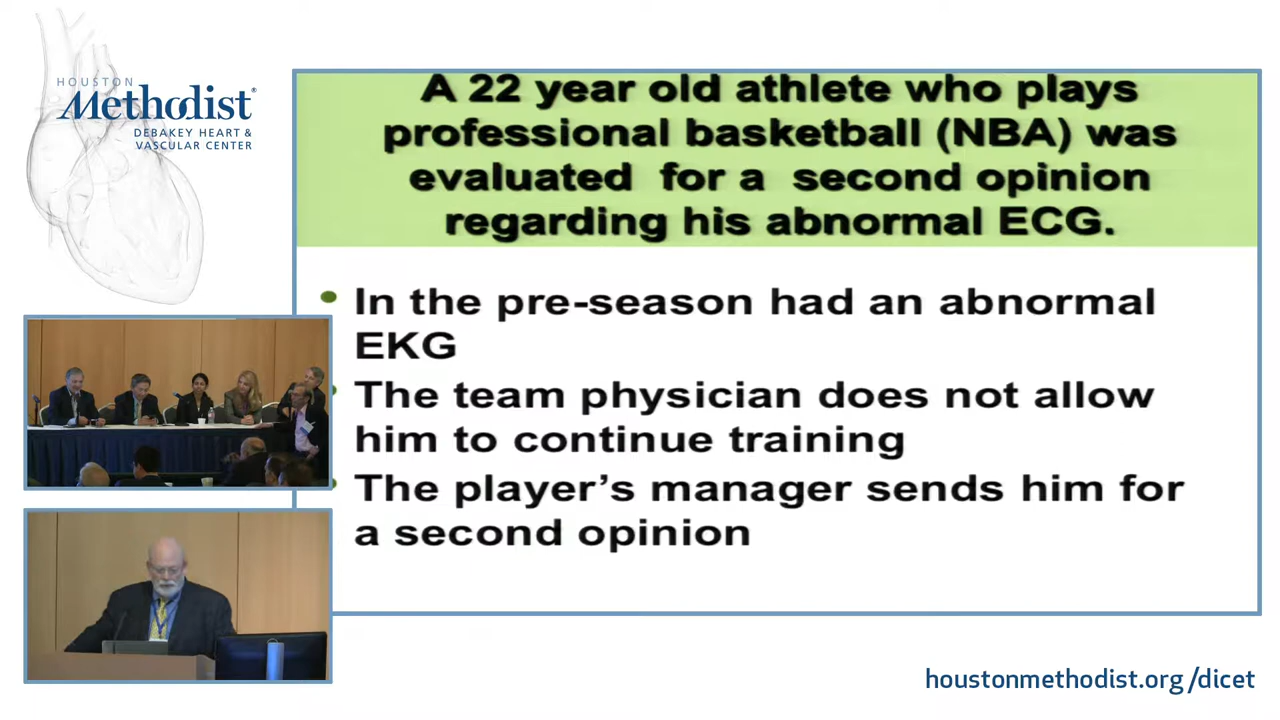 HOUSTON
Methodist®
DEBAKEY HEART &
VASCULAR CENTER
A 22 year old athlete who plays
professional basketball (NBA) was
evaluated for a second opinion
regarding his abnormal ECG.
• In the pre-season had an abnormal
EKG
• The team physician does not allow
him to continue training
• The player’s manager sends him for
a second opinion
houstonmethodist.org/dicet